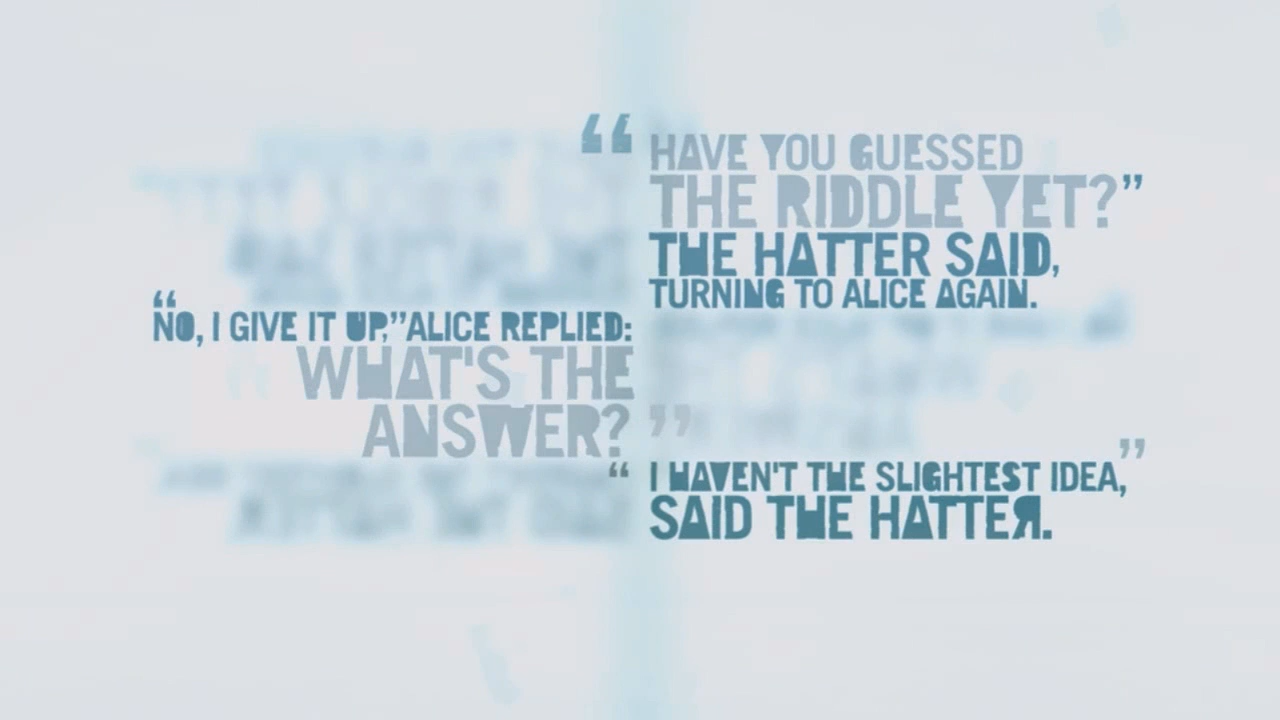 “HAVE YOU GUESSED
THE RIDDLE YET?”
THE HATTER SAID,
TURNING TO ALICE AGAIN.
“NO, I GIVE IT UP,” ALICE REPLIED:
WHAT'S THE
ANSWER?”
“I HAVEN'T THE SLIGHTEST IDEA,”
SAID THE HATTEЯ.